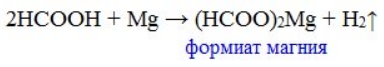 2HCOOH + Mg → (HCOO)2Mg + H2↑
формиат магния